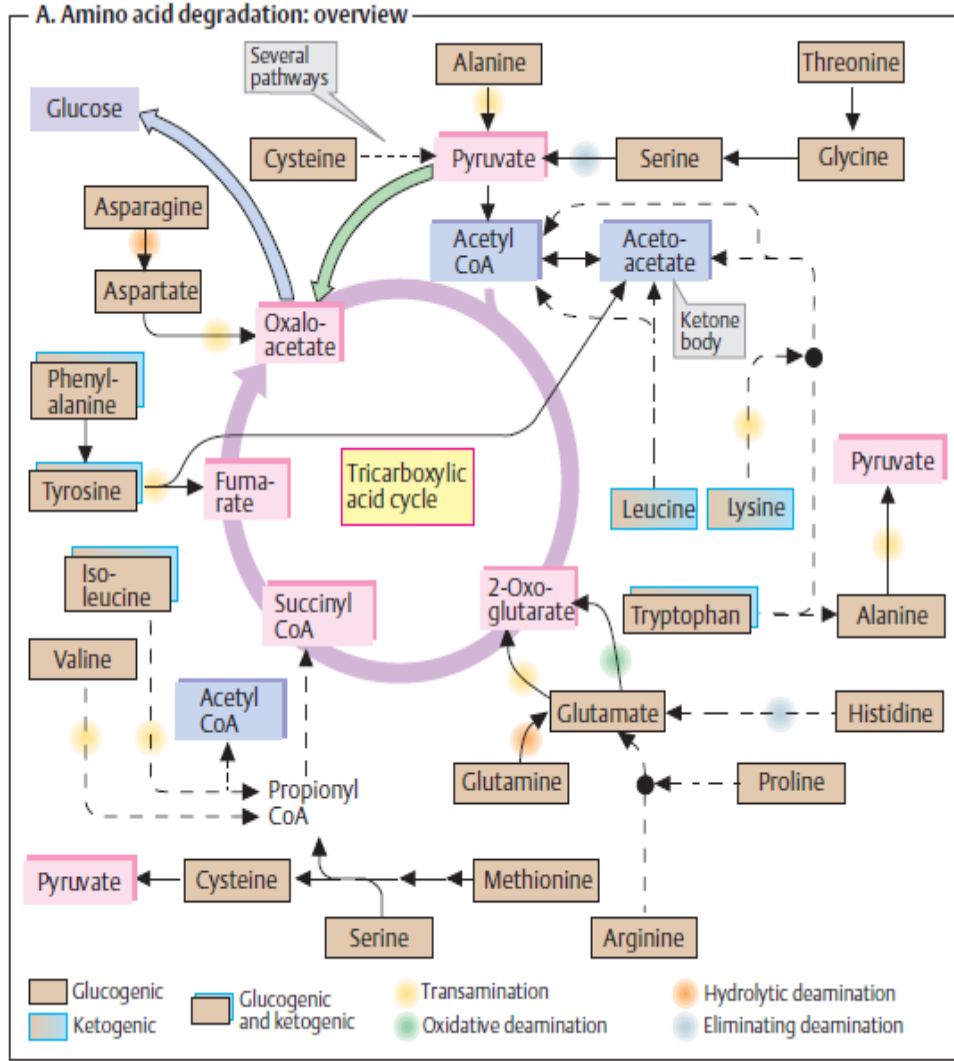 A. Amino acid degradation: overview
Several
pathways
Alanine
Threonine
Glucose
Cysteine
Pyruvate
Serine
Glycine
Asparagine
Acetyl
CoA
Aceto-
acetate
Aspartate
Oxalo-
acetate
Ketone
body
Phenyl-
alanine
Tricarboxylic
acid cycle
Pyruvate
Tyrosine
Fuma-
rate
Leucine
Lysine
Iso-
leucine
Succinyl
CoA
2-Oxo-
glutarate
Tryptophan
Alanine
Valine
Acetyl
CoA
Glutamate
Histidine
Glutamine
Proline
Propionyl
CoA
Pyruvate
Cysteine
Methionine
Serine
Arginine
Glucogenic
Ketogenic
Glucogenic
and ketogenic
Transamination
Oxidative deamination
Hydrolytic deamination
Eliminating deamination